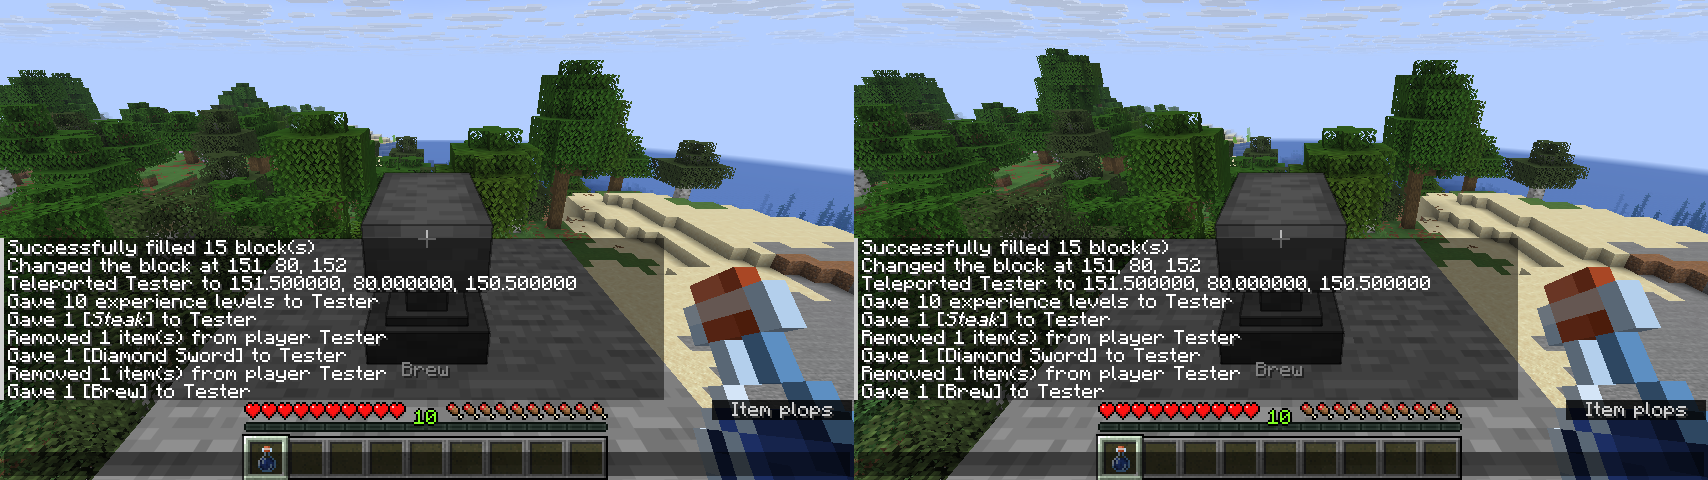 Successfully filled 15 block(s)
Changed the block at 151, 80, 152
Teleported Tester to 151.500000, 80.000000, 150.500000
Gave 10 experience levels to Tester
Gave 1 [Steak] to Tester
Removed 1 item(s) from player Tester
Gave 1 [Diamond Sword] to Tester
Removed 1 item(s) from player Tester
Brew
Gave 1 [Brew] to Tester
Item plops
10
Successfully filled 15 block(s)
Changed the block at 151, 80, 152
Teleported Tester to 151.500000, 80.000000, 150.500000
Gave 10 experience levels to Tester
Gave 1 [Steak] to Tester
Removed 1 item(s) from player Tester
Gave 1 [Diamond Sword] to Tester
Removed 1 item(s) from player Tester
Brew
Gave 1 [Brew] to Tester
Item plops
10